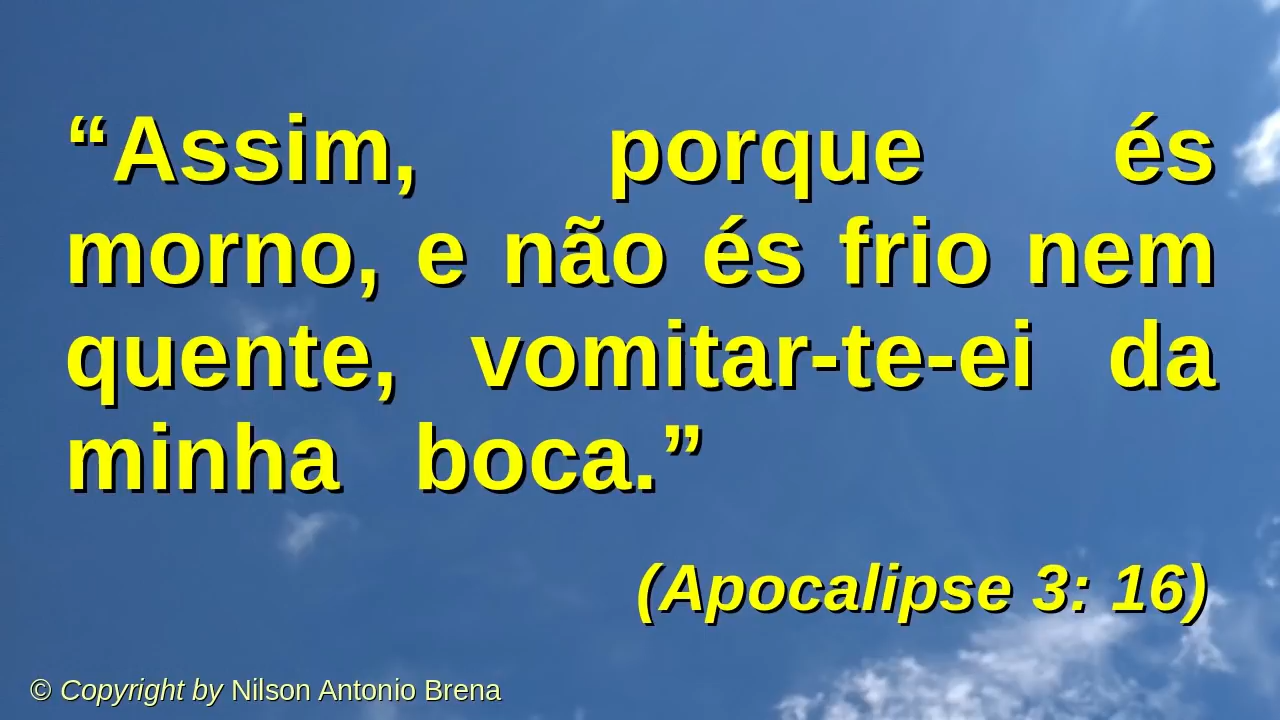 “Assim, porque és
morno, e não és frio nem
quente, vomitar-te-ei da
minha boca.”
(Apocalipse 3: 16)
© Copyright by Nilson Antonio Brena